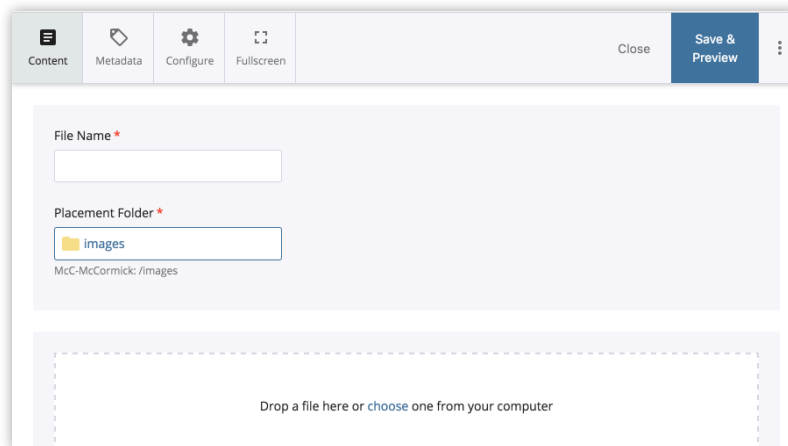 Content
Metadata
Configure
Fullscreen
Close
Save &
Preview
File Name *
Placement Folder *
images
McC-McCormick: /images
Drop a file here or choose one from your computer